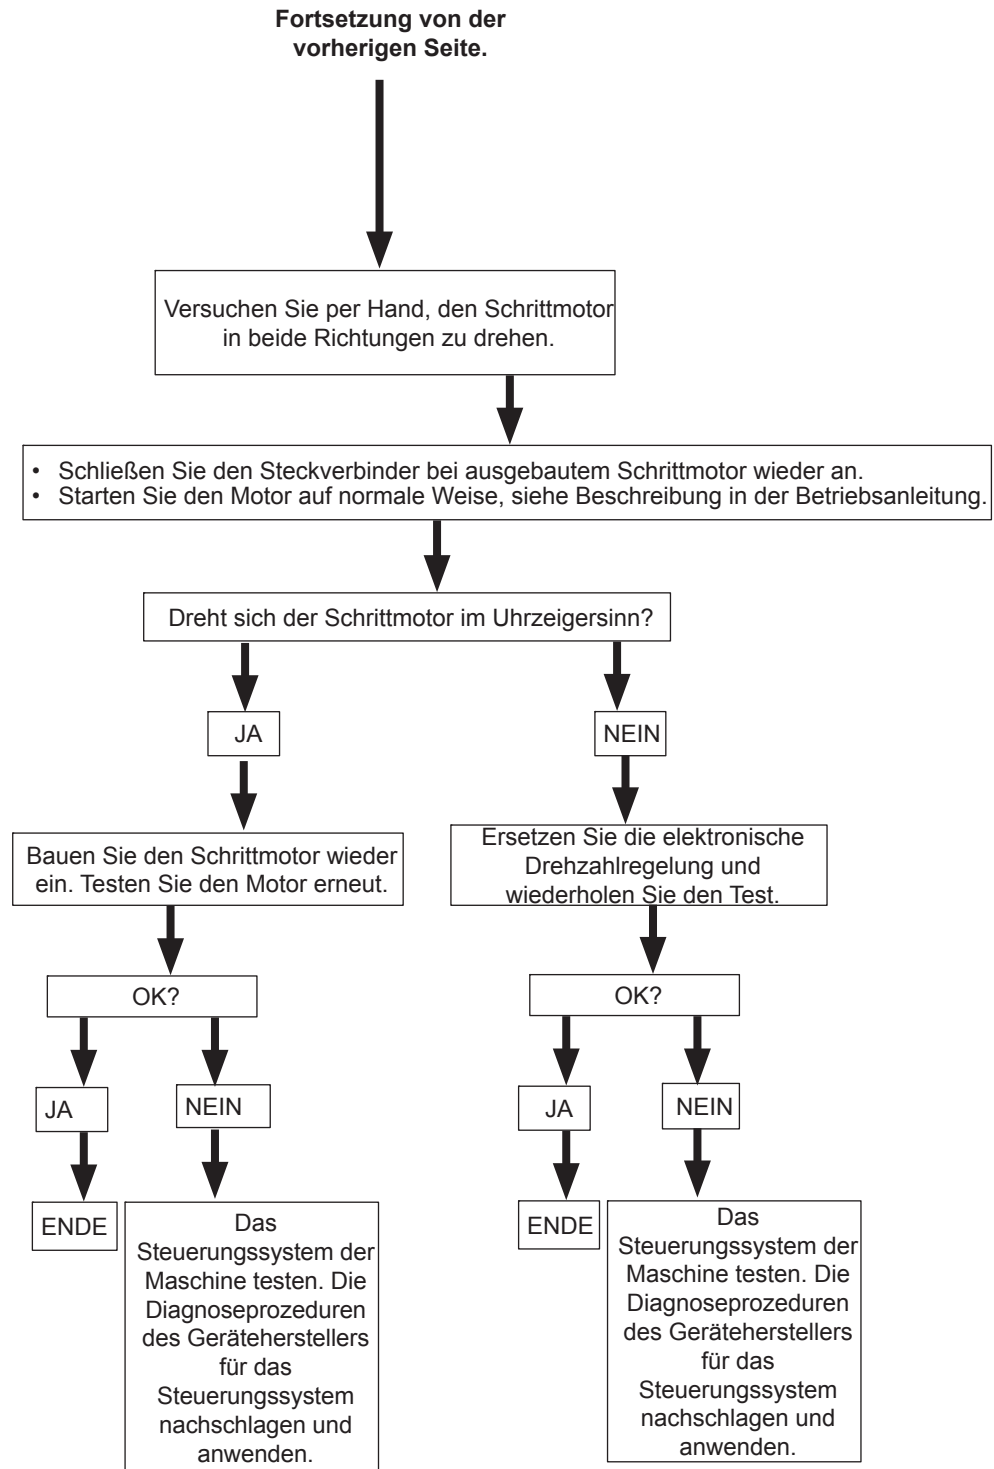 Fortsetzung von der
vorherigen Seite.
Versuchen Sie per Hand, den Schrittmotor
in beide Richtungen zu drehen.
• Schließen Sie den Steckverbinder bei ausgebautem Schrittmotor wieder an.
• Starten Sie den Motor auf normale Weise, siehe Beschreibung in der Betriebsanleitung.
Dreht sich der Schrittmotor im Uhrzeigersinn?
JA
NEIN
Bauen Sie den Schrittmotor wieder
ein. Testen Sie den Motor erneut.
Ersetzen Sie die elektronische
Drehzahlregelung und
wiederholen Sie den Test.
OK?
OK?
JA
NEIN
JA
NEIN
ENDE
Das
Steuerungssystem der
Maschine testen. Die
Diagnoseprozeduren
des Geräteherstellers
für das
Steuerungssystem
nachschlagen und
anwenden.
ENDE
Das
Steuerungssystem der
Maschine testen. Die
Diagnoseprozeduren
des Geräteherstellers
für das
Steuerungssystem
nachschlagen und
anwenden.